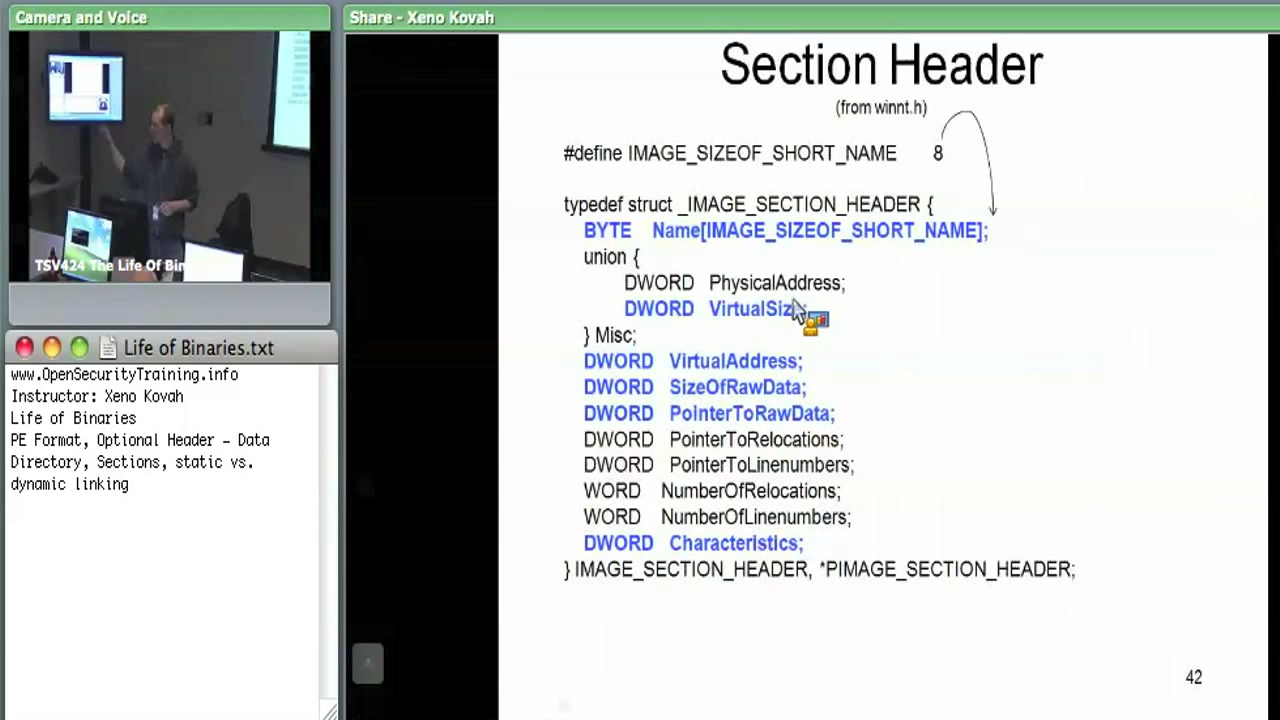 Camera and Voice
TSV424 The Life Of Bin
Life of Binaries.txt
www.OpenSecurityTraining.info
Instructor: Xeno Kovah
Life of Binaries
PE Format, Optional Header – Data
Directory, Sections, static vs.
dynamic linking
Share - Xeno Kovah
Section Header
(from winnt.h)
#define IMAGE_SIZEOF_SHORT_NAME 8
typedef struct _IMAGE_SECTION_HEADER {
BYTE Name[IMAGE_SIZEOF_SHORT_NAME];
union {
DWORD PhysicalAddress;
DWORD VirtualSize;
} Misc;
DWORD VirtualAddress;
DWORD SizeOfRawData;
DWORD PointerToRawData;
DWORD PointerToRelocations;
DWORD PointerToLinenumbers;
WORD NumberOfRelocations;
WORD NumberOfLinenumbers;
DWORD Characteristics;
} IMAGE_SECTION_HEADER, *PIMAGE_SECTION_HEADER;
42